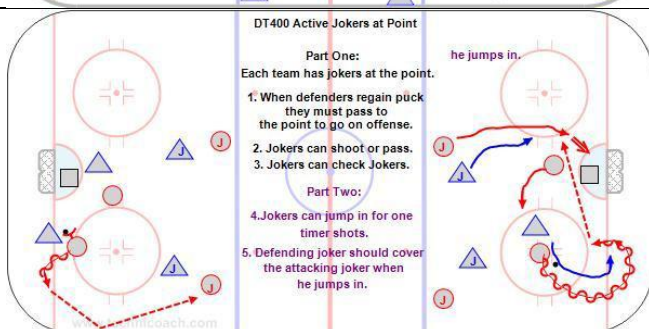 DT400 Active Jokers at Point
Part One:
Each team has jokers at the point.
he jumps in.
1. When defenders regain puck
they must pass to
the point to go on offense.
2. Jokers can shoot or pass.
3. Jokers can check Jokers.
Part Two:
4.Jokers can jump in for one
timer shots.
5. Defending joker should cover
the attacking joker when
he jumps in.
J
J
J
J
J
J
J
J